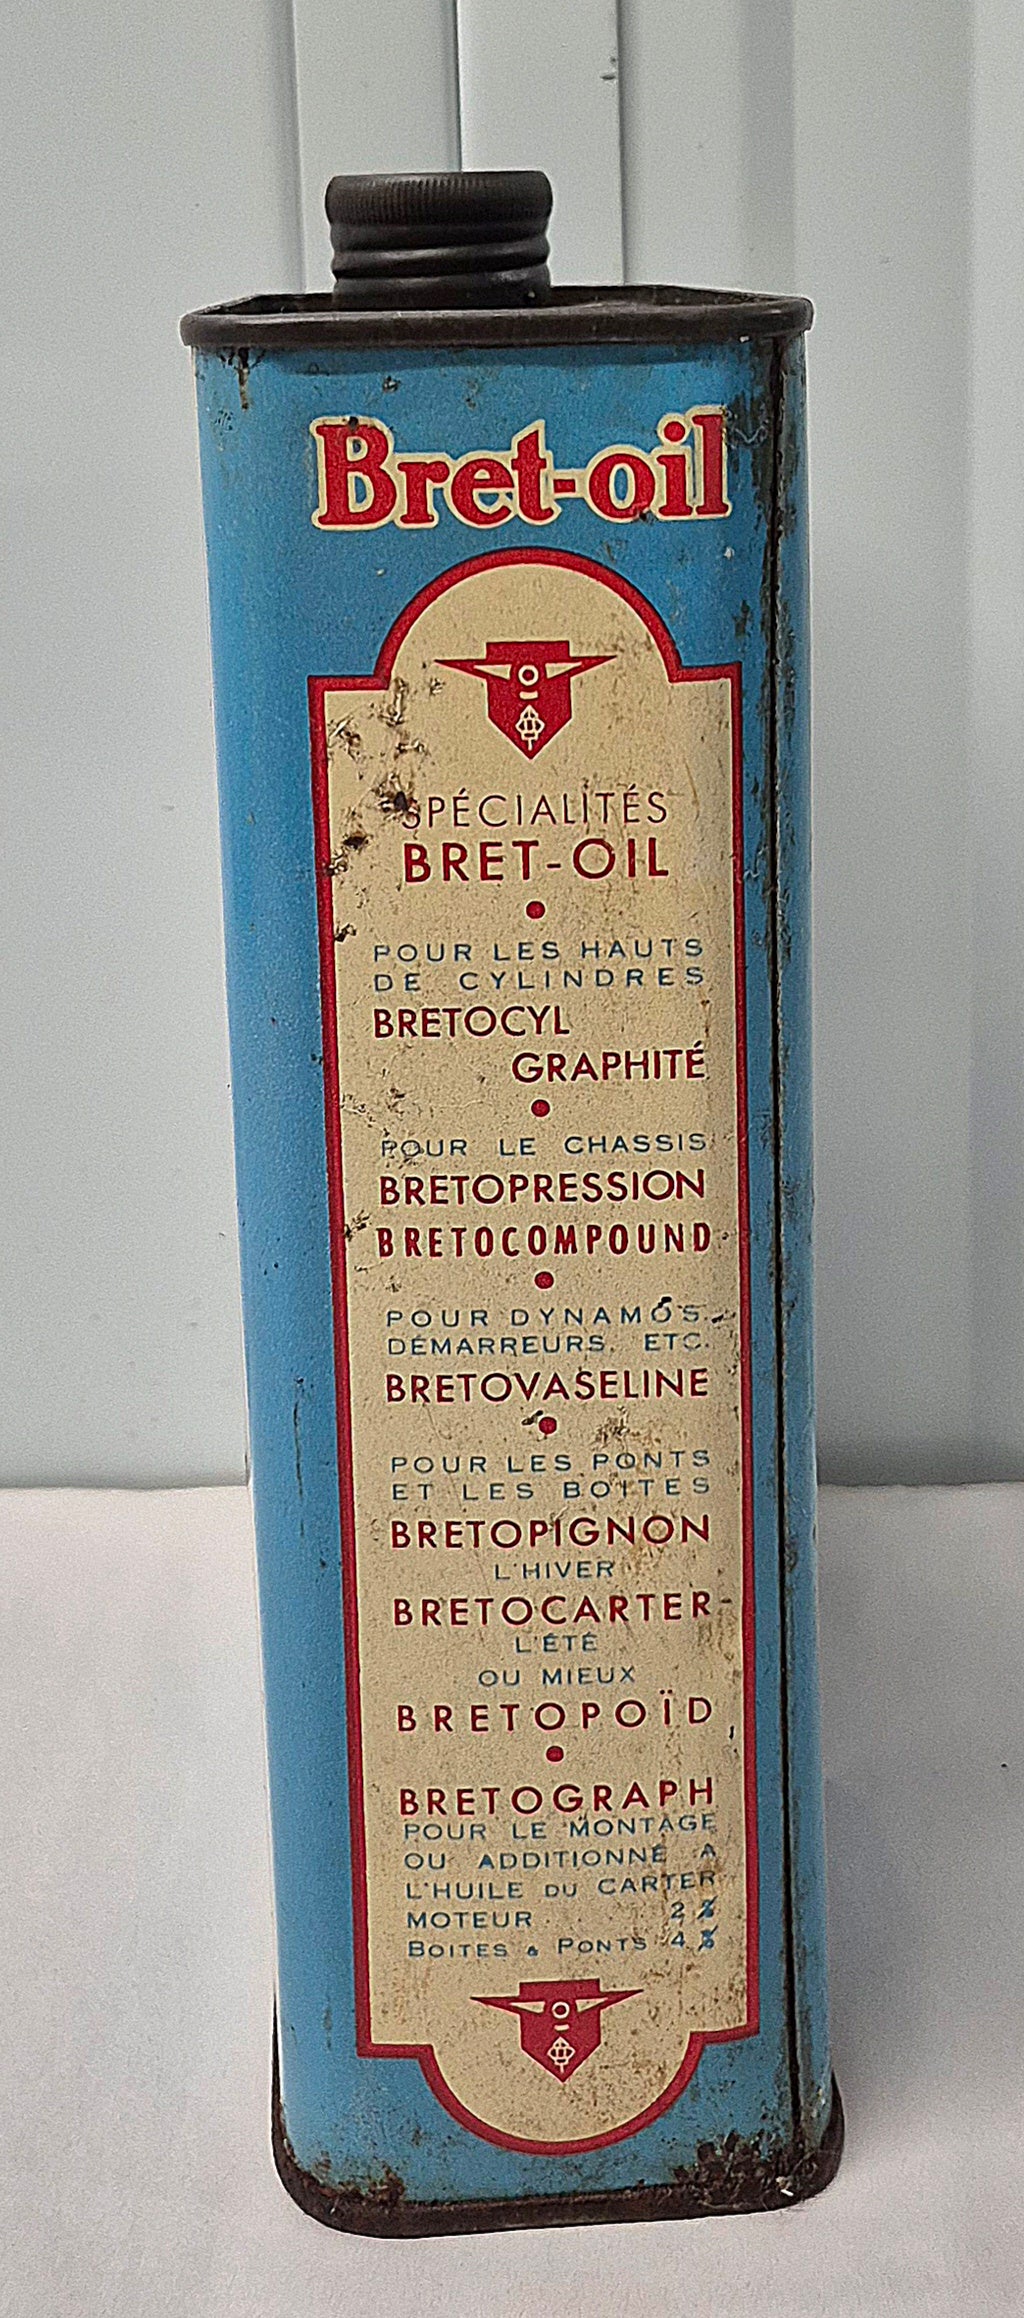 Bret-oil
SPÉCIALITÉS
BRET-OIL
POUR LES HAUTS
DE CYLINDRES
BRETOCYL
GRAPHITÉ
POUR LE CHASSIS
BRETOPRESSION
BRETOCOMPOUND
POUR DYNAMOS,
DÉMARREURS, ETC.
BRETOVASELINE
POUR LES PONTS
ET LES BOITES
BRETOPIGNON
L'HIVER
BRETOCARTER
L'ÉTÉ
OU MIEUX
BRETOPOÏD
BRETOGRAPH
POUR LE MONTAGE
OU ADDITIONNÉ A
L'HUILE DU CARTER
MOTEUR 2 %
BOITES & PONTS 4 %